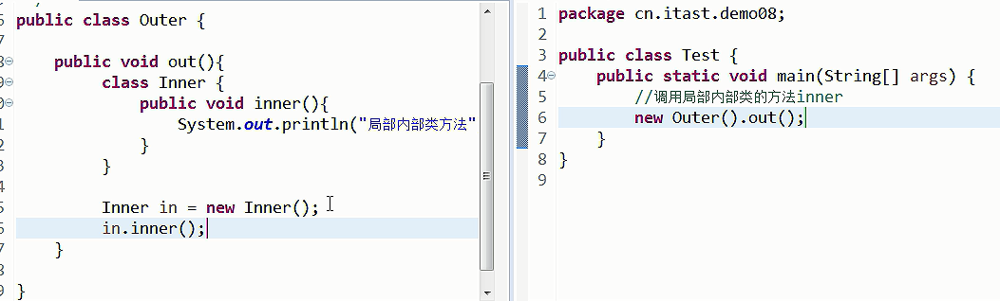 public class Outer {
public void out(){
class Inner {
public void inner(){
System.out.println("局部内部类方法"
}
}
Inner in = new Inner();
in.inner();
}
}
1 package cn.itast.demo08;
2
3 public class Test {
4 public static void main(String[] args) {
5 //调用局部内部类的方法inner
6 new Outer().out();
7 }
8 }
9